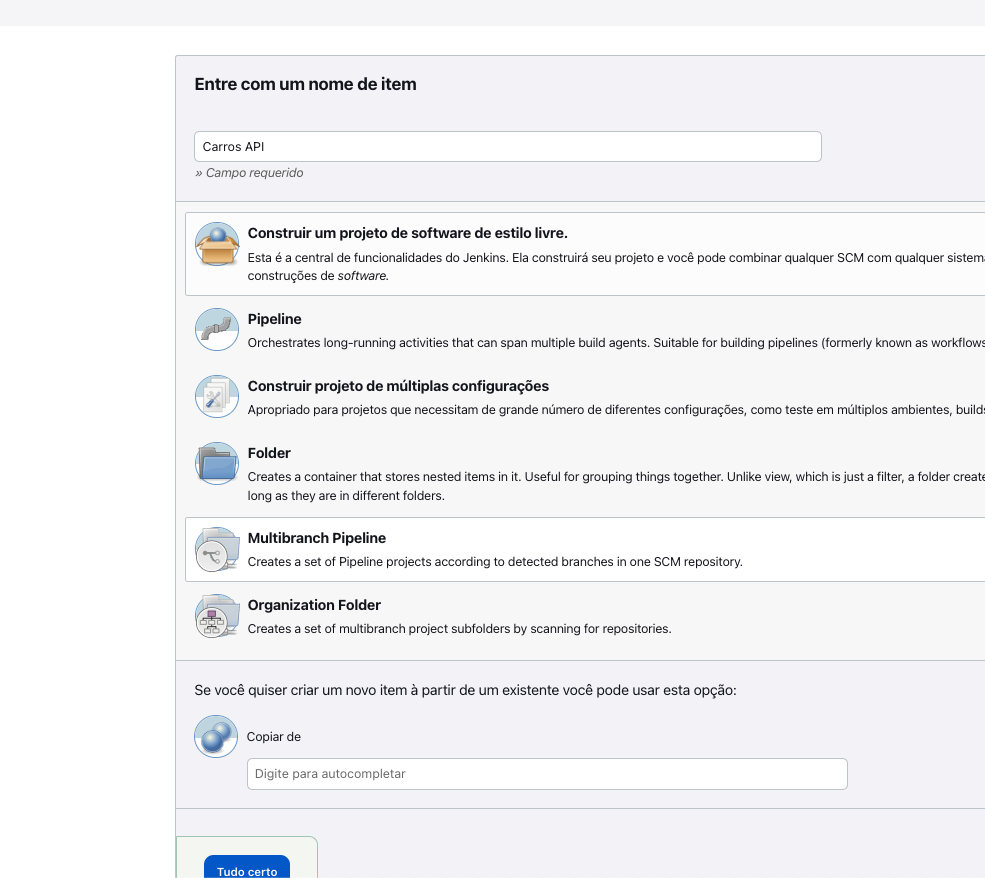 Entre com um nome de item
Carros API
» Campo requerido
Construir um projeto de software de estilo livre.
Esta é a central de funcionalidades do Jenkins. Ela construirá seu projeto e você pode combinar qualquer SCM com qualquer sistema
construções de software.
Pipeline
Orchestrates long-running activities that can span multiple build agents. Suitable for building pipelines (formerly known as workflows
Construir projeto de múltiplas configurações
Apropriado para projetos que necessitam de grande número de diferentes configurações, como teste em múltiplos ambientes, builds
Folder
Creates a container that stores nested items in it. Useful for grouping things together. Unlike view, which is just a filter, a folder create
long as they are in different folders.
Multibranch Pipeline
Creates a set of Pipeline projects according to detected branches in one SCM repository.
Organization Folder
Creates a set of multibranch project subfolders by scanning for repositories.
Se você quiser criar um novo item à partir de um existente você pode usar esta opção:
Copiar de
Digite para autocompletar
Tudo certo